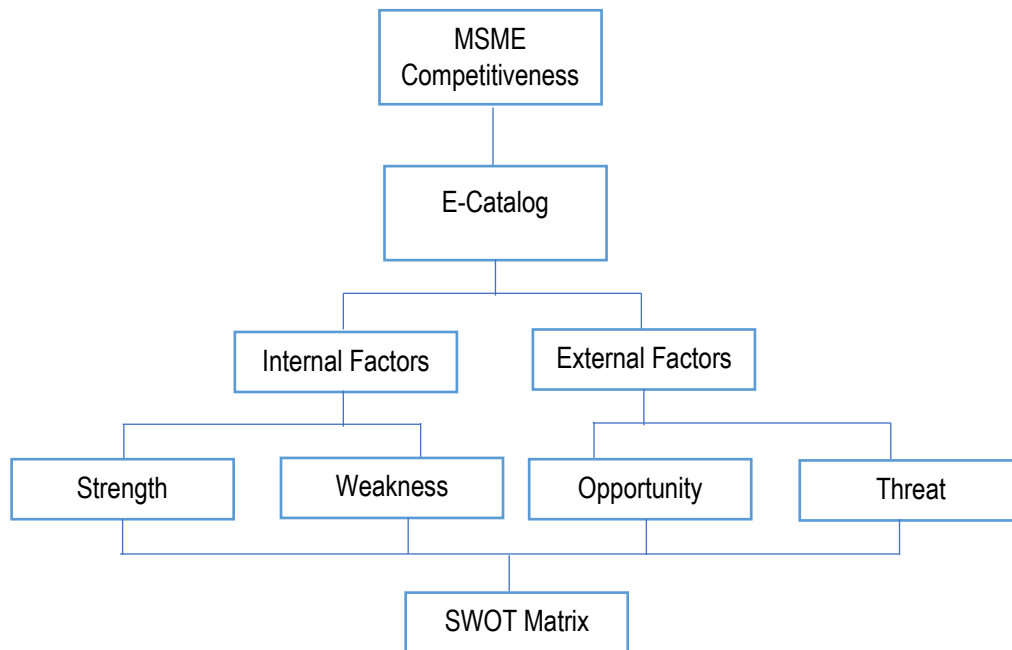 MSME
Competitiveness
E-Catalog
Internal Factors
External Factors
Strength
Weakness
Opportunity
Threat
SWOT Matrix